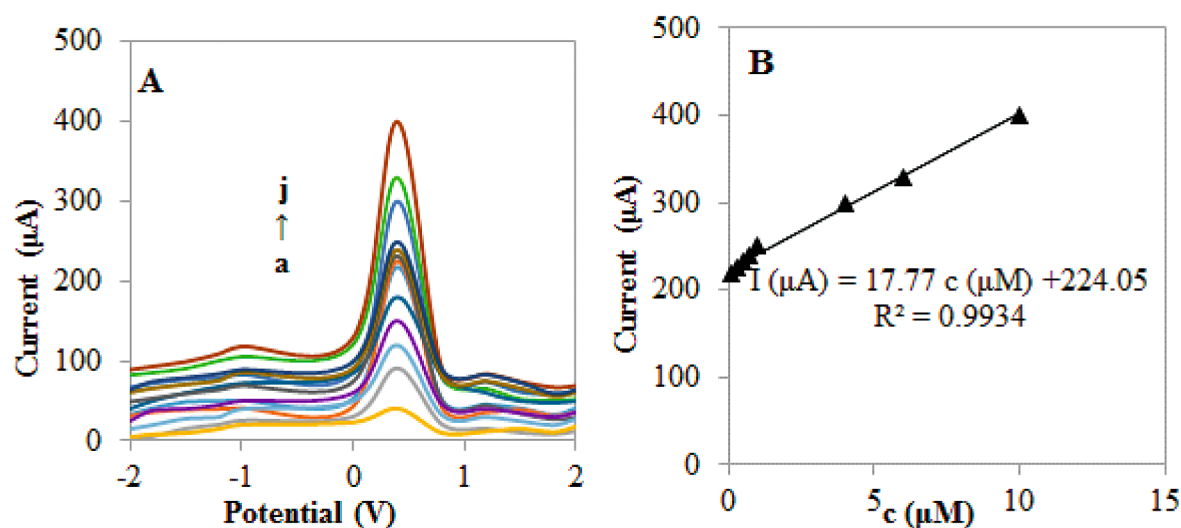 500
400
300
200
100
0
-2
-1
0
1
2
Current (μA)
Potential (V)
A
j
↑
a
500
400
300
200
100
0
0
5
10
15
Current (μA)
c (μM)
B
I (μA) = 17.77 c (μM) +224.05
R² = 0.9934